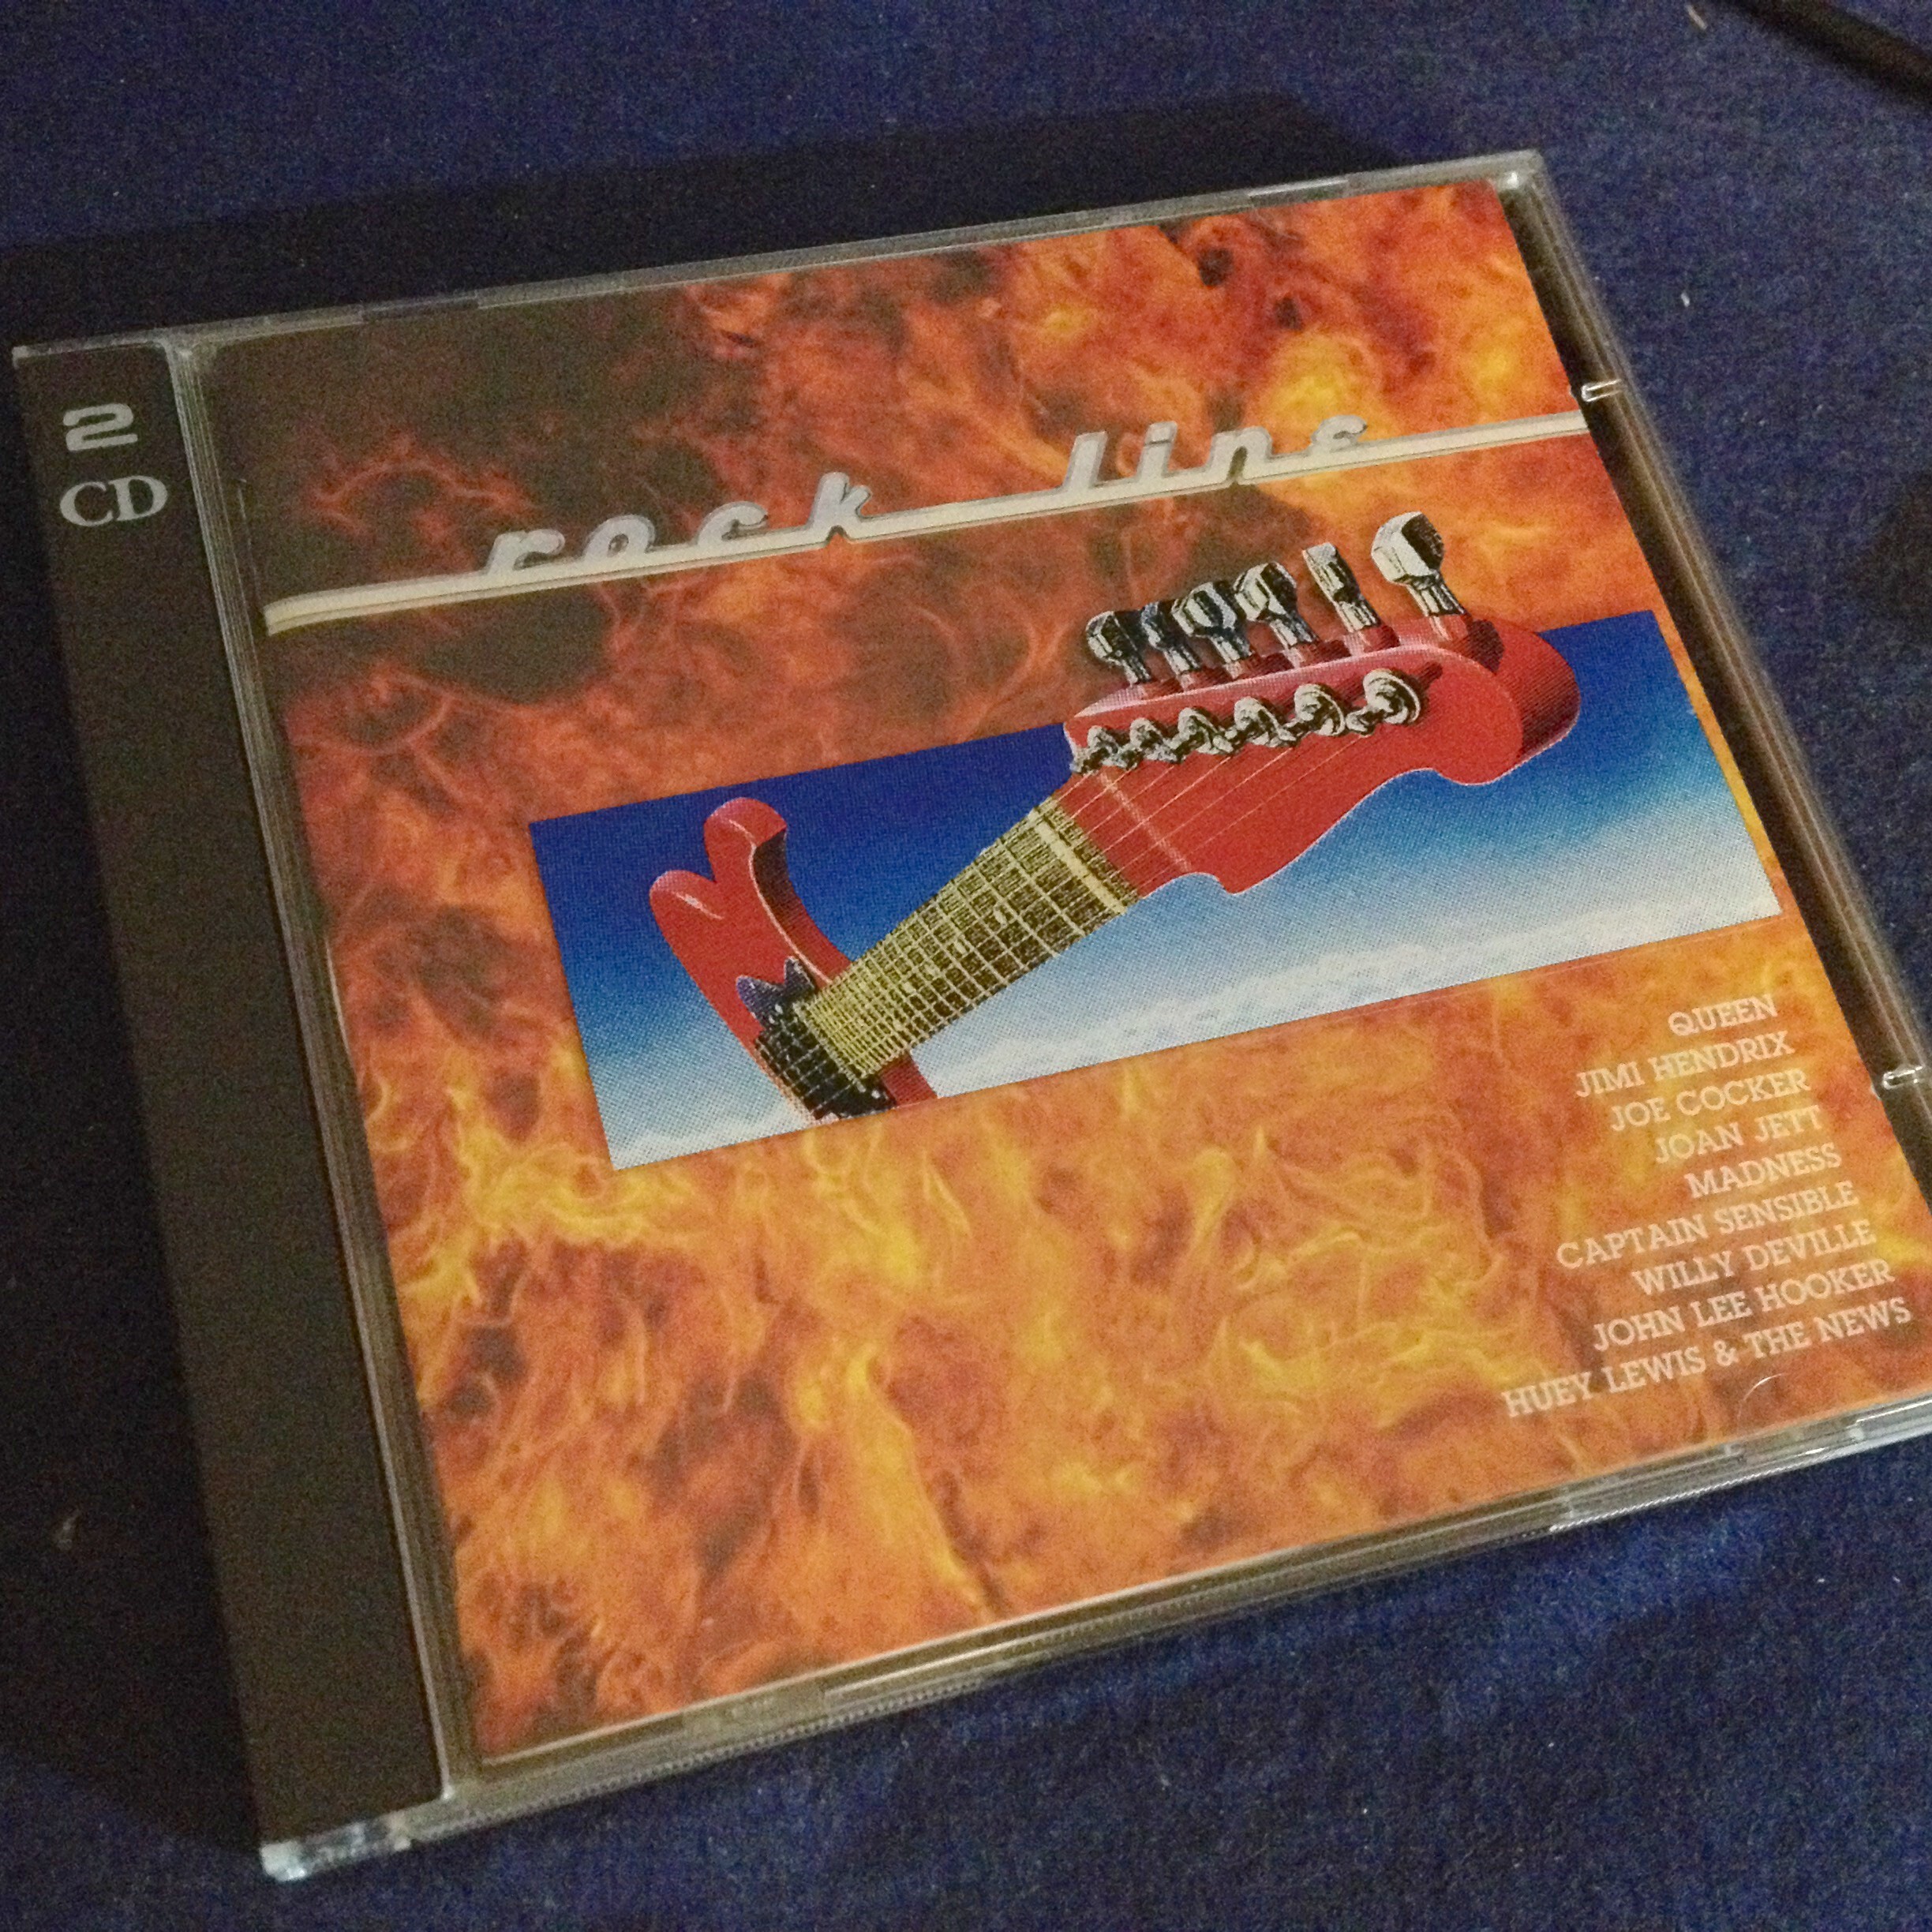 2
CD
rock line
QUEEN
JIMI HENDRIX
JOE COCKER
JOAN JETT
MADNESS
CAPTAIN SENSIBLE
WILLY DEVILLE
JOHN LEE HOOKER
HUEY LEWIS & THE NEWS